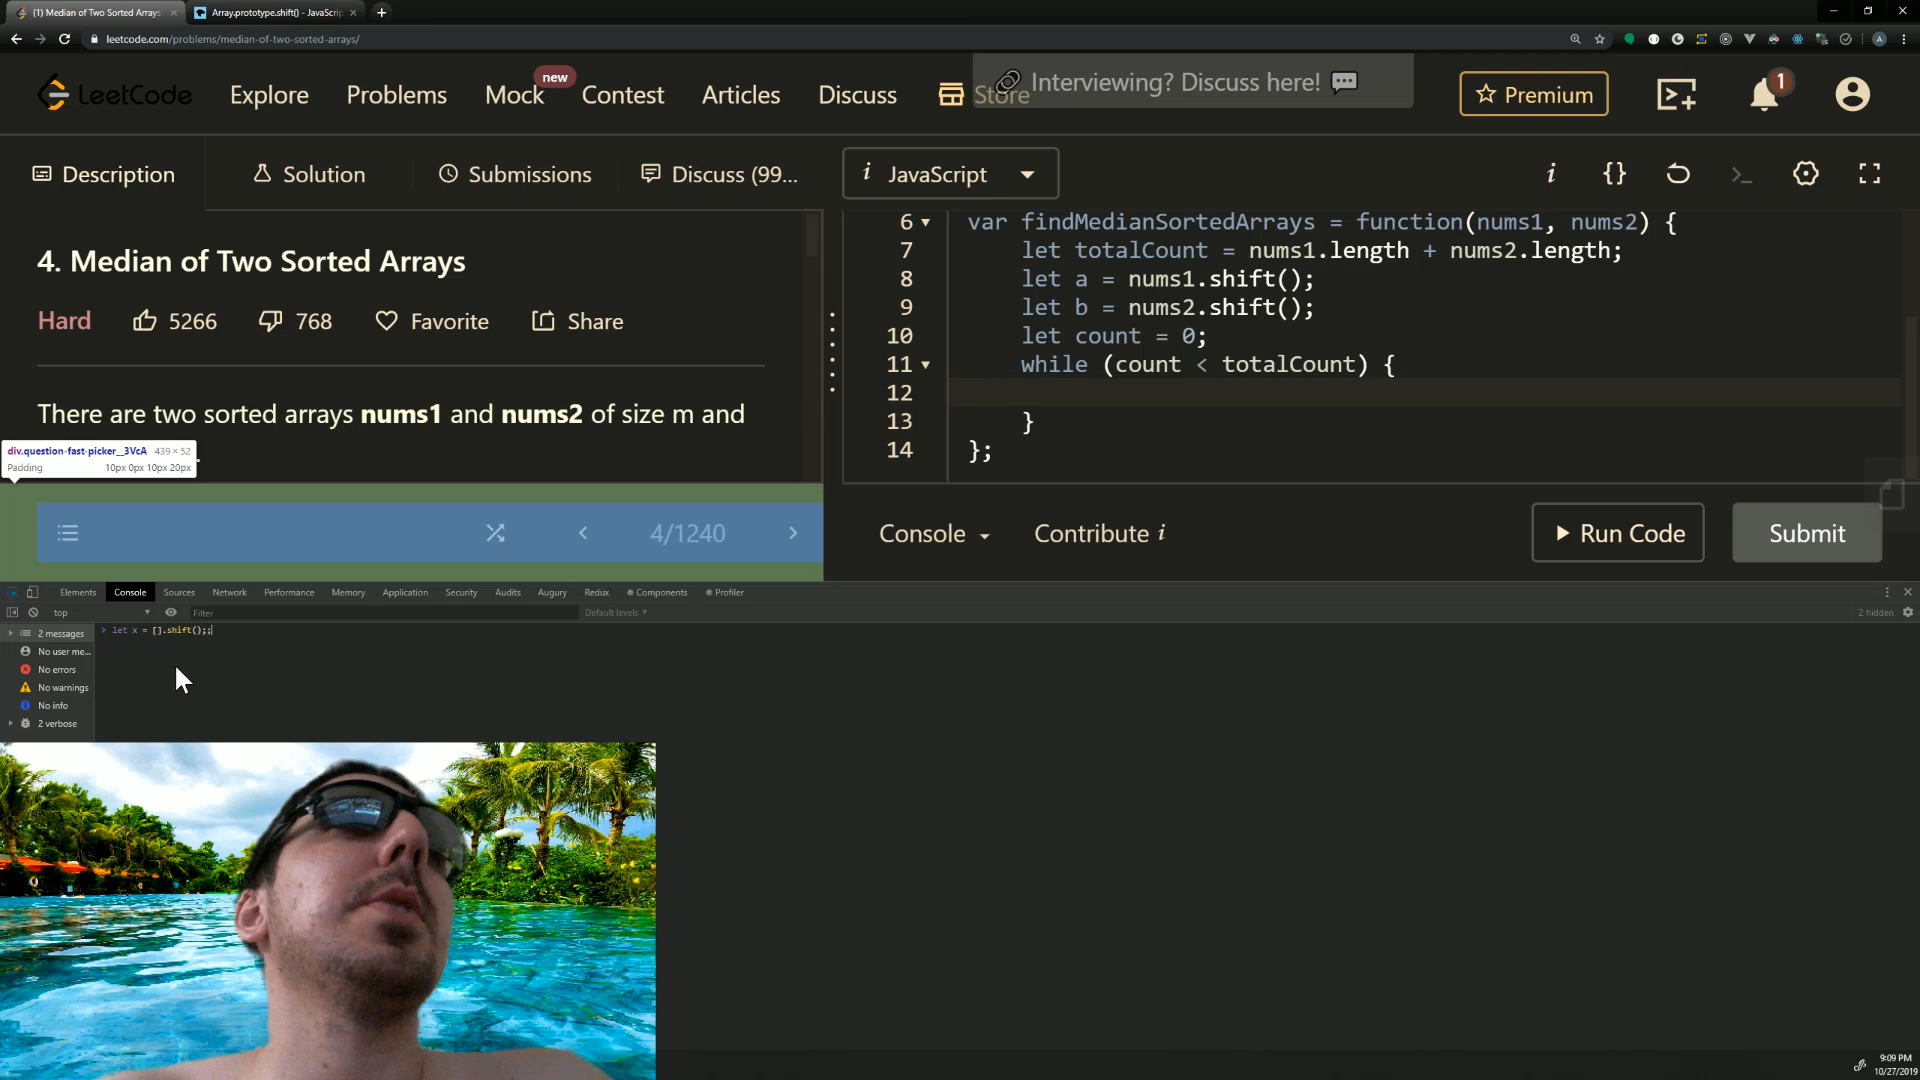 (1) Median of Two Sorted Arrays
Array.prototype.shift() - JavaScrip
leetcode.com/problems/median-of-two-sorted-arrays/
LeetCode
Explore
Problems
Mock
new
Contest
Articles
Discuss
Store
Interviewing? Discuss here!
Premium
1
Description
Solution
Submissions
Discuss (99...
i JavaScript
i {}
4. Median of Two Sorted Arrays
Hard
5266
768
Favorite
Share
There are two sorted arrays nums1 and nums2 of size m and
div.question-fast-picker__3VcA 439 × 52
Padding 10px 0px 10px 20px
4/1240
6 var findMedianSortedArrays = function(nums1, nums2) {
7 let totalCount = nums1.length + nums2.length;
8 let a = nums1.shift();
9 let b = nums2.shift();
10 let count = 0;
11 while (count < totalCount) {
12
13 }
14 };
Console
Contribute i
Run Code
Submit
Elements Console Sources Network Performance Memory Application Security Audits Augury Redux Components Profiler
top
Filter
Default levels
2 hidden
2 messages
No user me...
No errors
No warnings
No info
2 verbose
> let x = [].shift();;
9:09 PM
10/27/2019